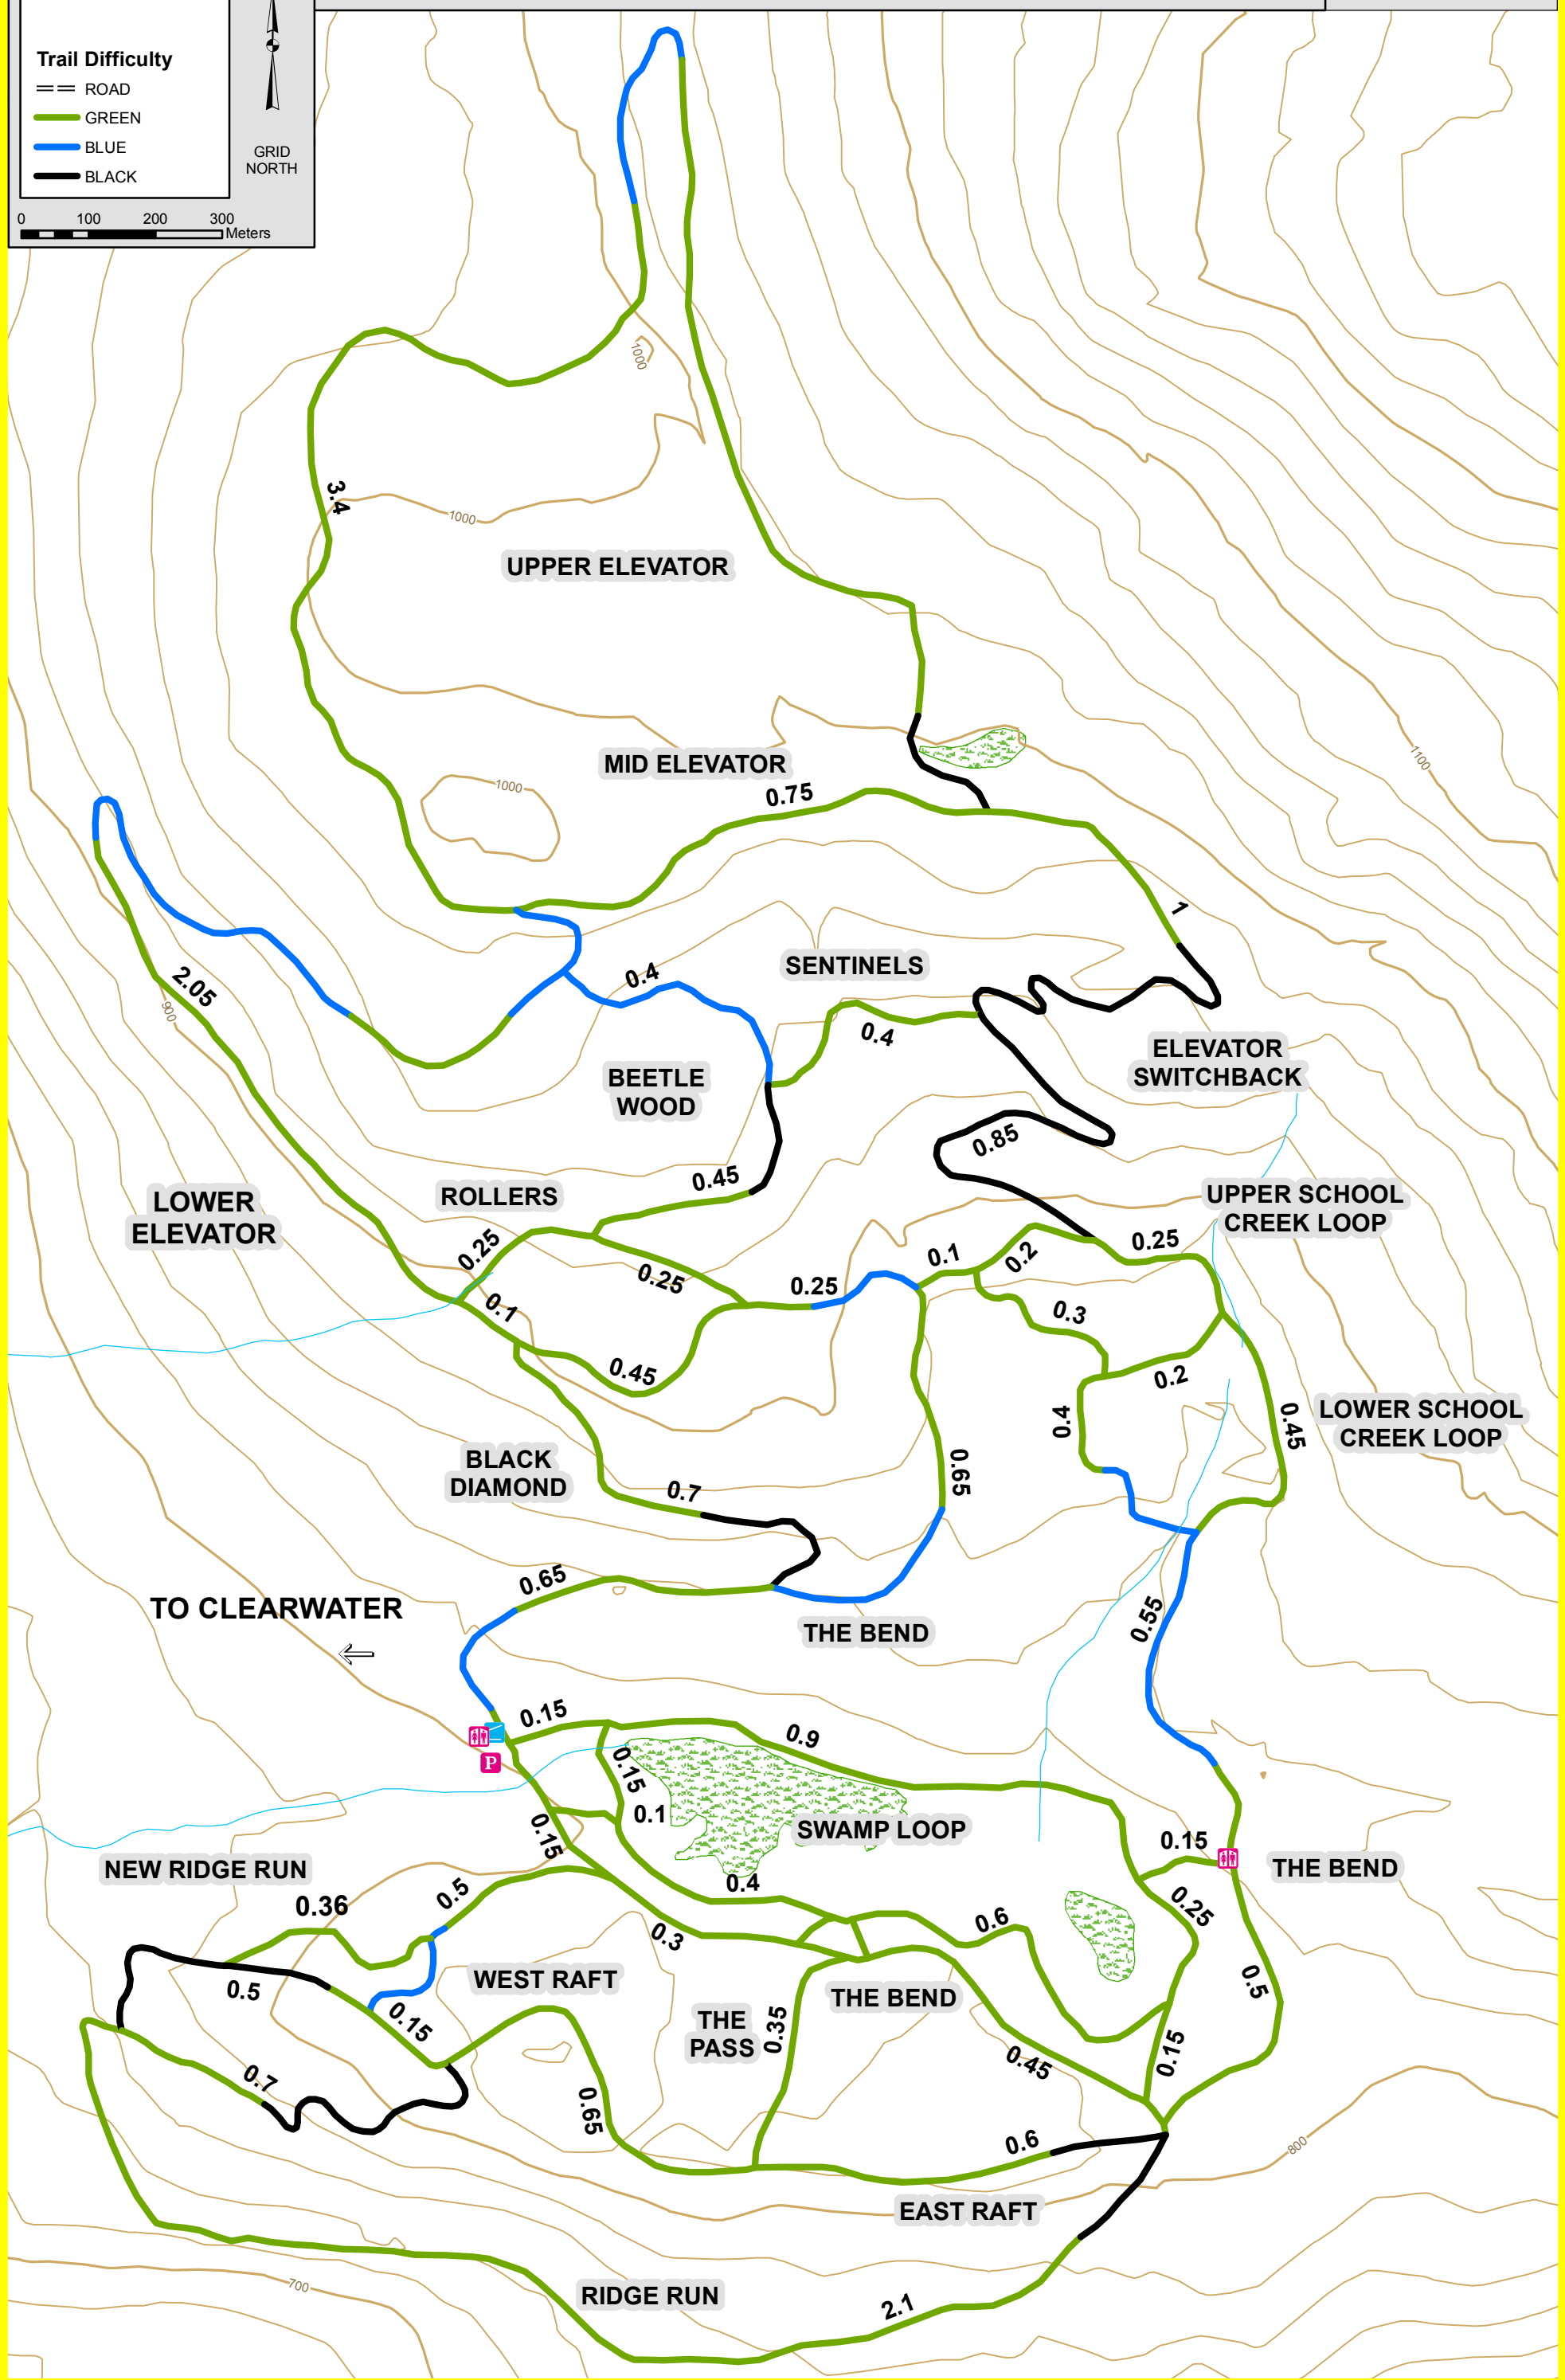 Trail Difficulty
ROAD
GREEN
BLUE
BLACK
GRID
NORTH
0 100 200 300
Meters
1000
3.4
1000
UPPER ELEVATOR
1100
MID ELEVATOR
1000
0.75
1
2.05
900
0.4
SENTINELS
0.4
ELEVATOR
SWITCHBACK
BEETLE
WOOD
0.85
0.45
ROLLERS
LOWER
ELEVATOR
UPPER SCHOOL
CREEK LOOP
0.25
0.25
0.1
0.2
0.25
0.25
0.1
0.3
0.45
0.2
0.4
0.45
LOWER SCHOOL
CREEK LOOP
BLACK
DIAMOND
0.7
0.65
0.65
TO CLEARWATER
THE BEND
0.55
0.15
0.9
P
0.15
0.1
0.15
SWAMP LOOP
0.15
THE BEND
NEW RIDGE RUN
0.36
0.5
0.4
0.25
0.3
0.6
0.5
WEST RAFT
0.5
0.15
THE BEND
THE
PASS
0.35
0.45
0.15
0.7
0.65
0.6
800
EAST RAFT
700
RIDGE RUN
2.1